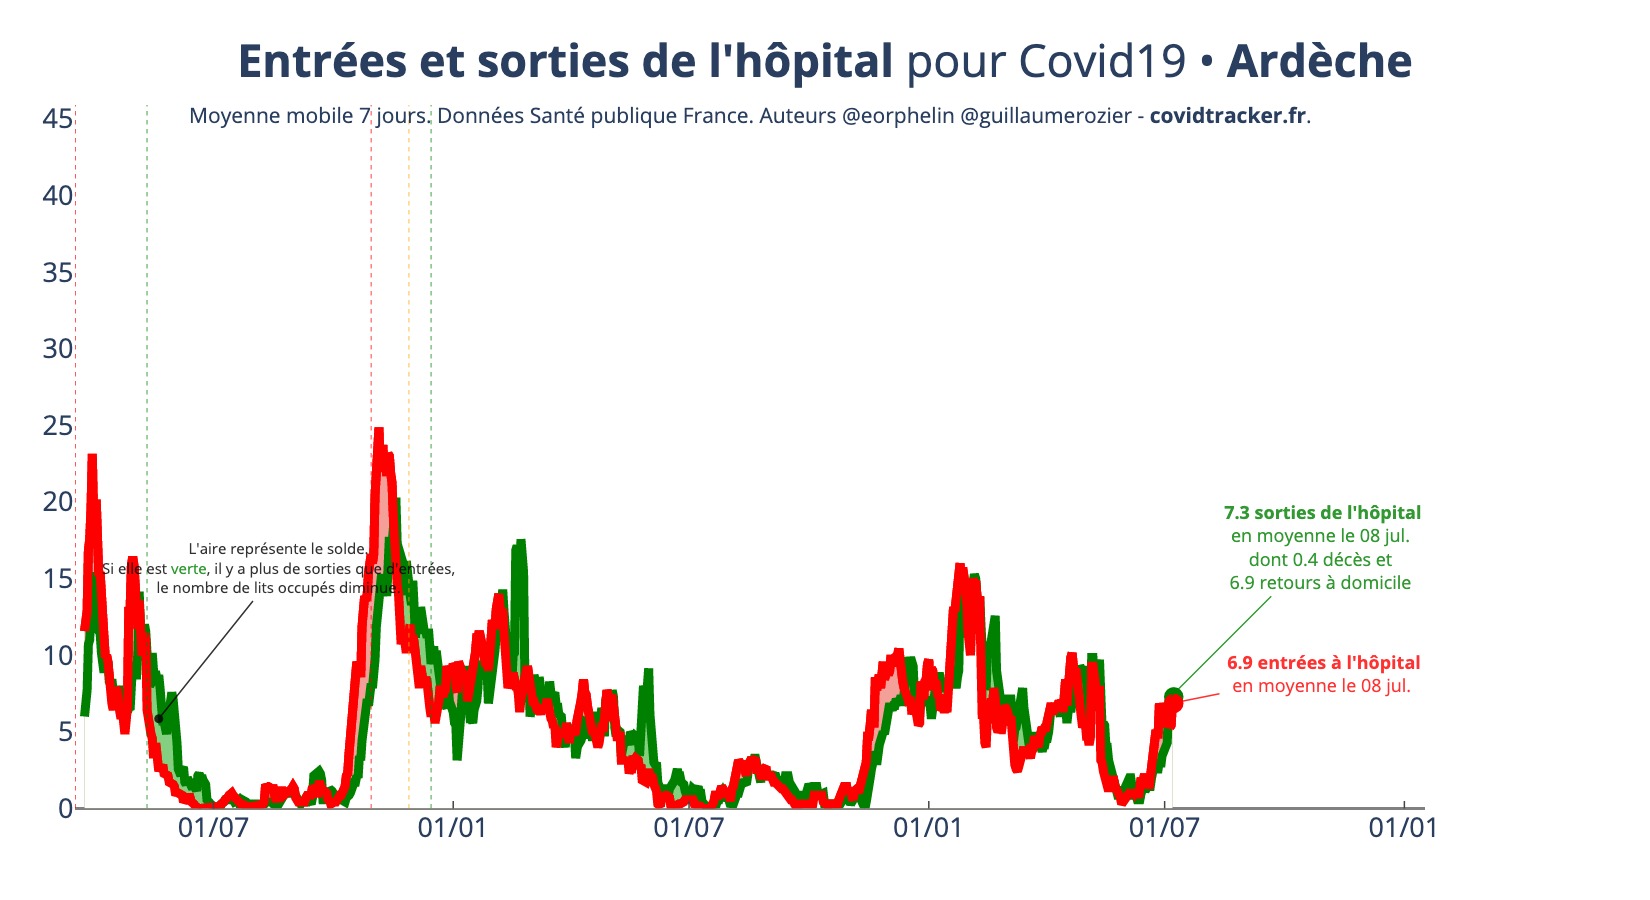 Entrées et sorties de l'hôpital pour Covid19 • Ardèche
Moyenne mobile 7 jours. Données Santé publique France. Auteurs @eorphelin @guillaumerozier - covidtracker.fr.
45
40
35
30
25
20
15
10
5
0
L'aire représente le solde.
Si elle est verte, il y a plus de sorties que d'entrées,
le nombre de lits occupés diminue.
7.3 sorties de l'hôpital
en moyenne le 08 jul.
dont 0.4 décès et
6.9 retours à domicile
6.9 entrées à l'hôpital
en moyenne le 08 jul.
01/07
01/01
01/07
01/01
01/07
01/01